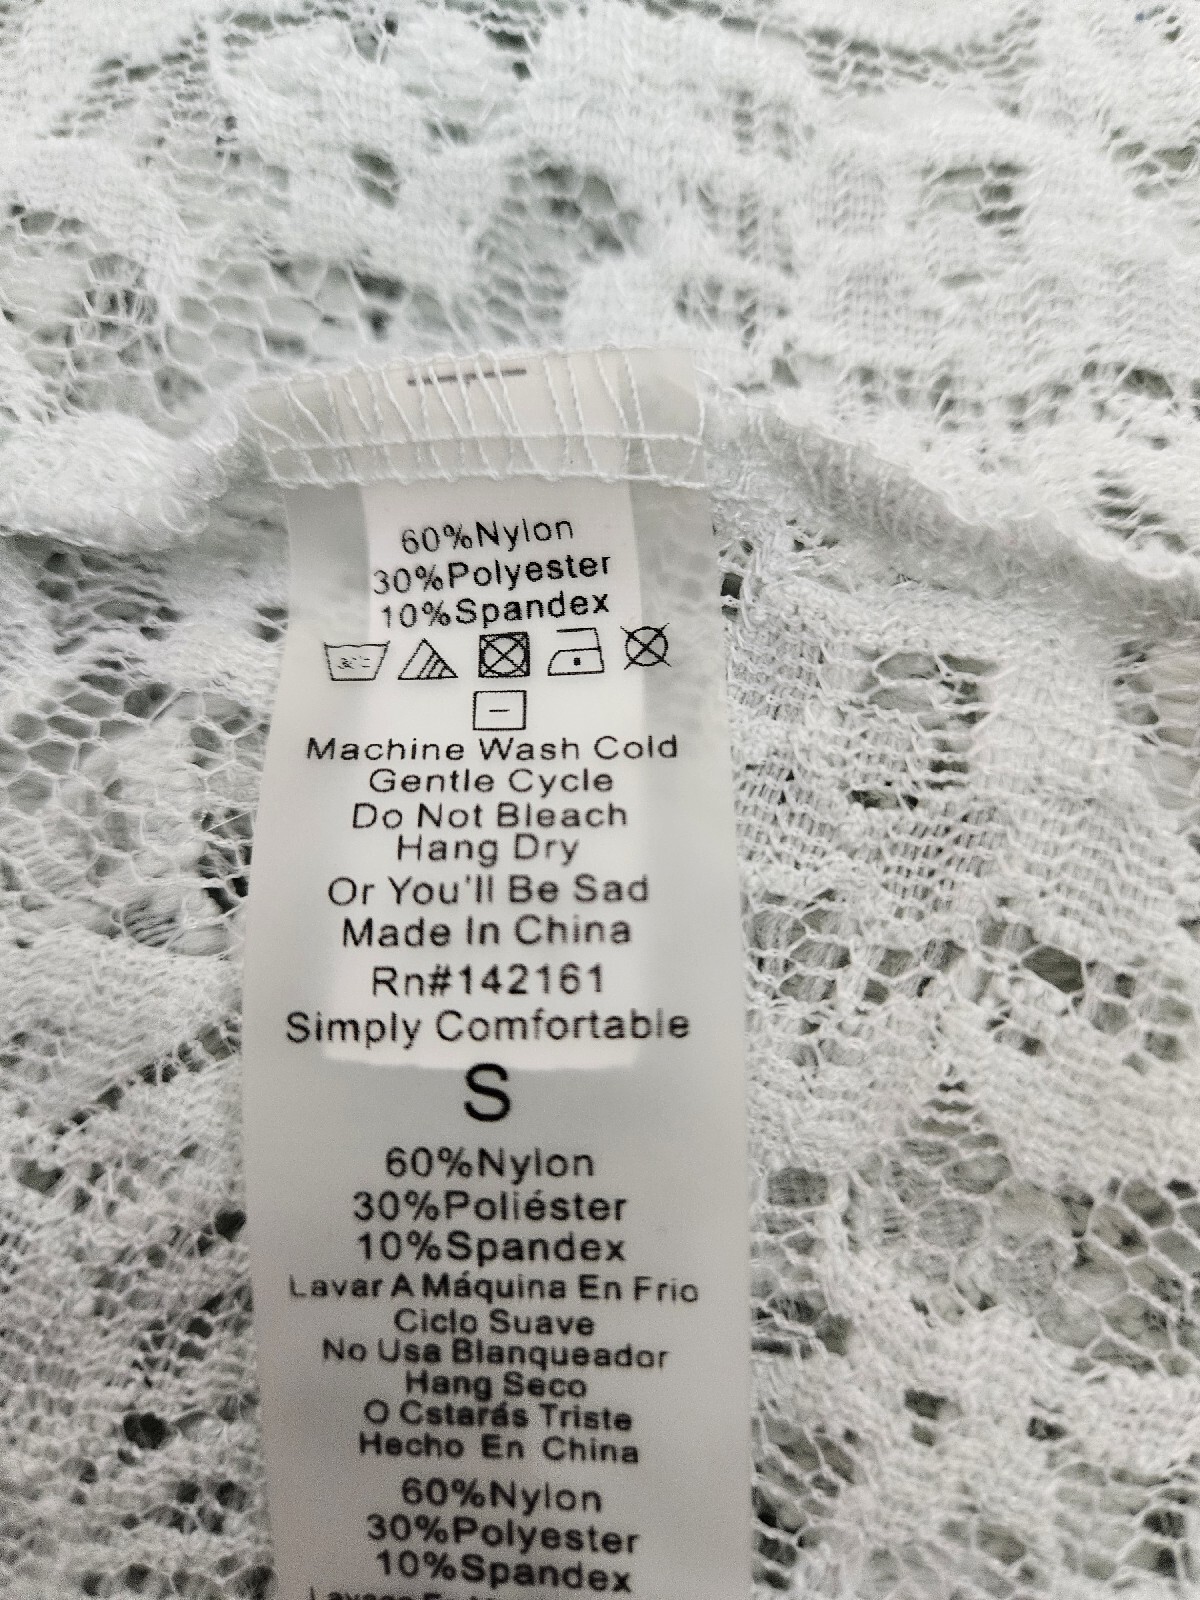 60%Nylon
30%Polyester
10%Spandex
Machine Wash Cold
Gentle Cycle
Do Not Bleach
Hang Dry
Or You'll Be Sad
Made In China
Rn#142161
Simply Comfortable
S
60%Nylon
30%Poliéster
10%Spandex
Lavar A Máquina En Frio
Ciclo Suave
No Usa Blanqueador
Hang Seco
O Cstarás Triste
Hecho En China
60%Nylon
30%Polyester
10%Spandex